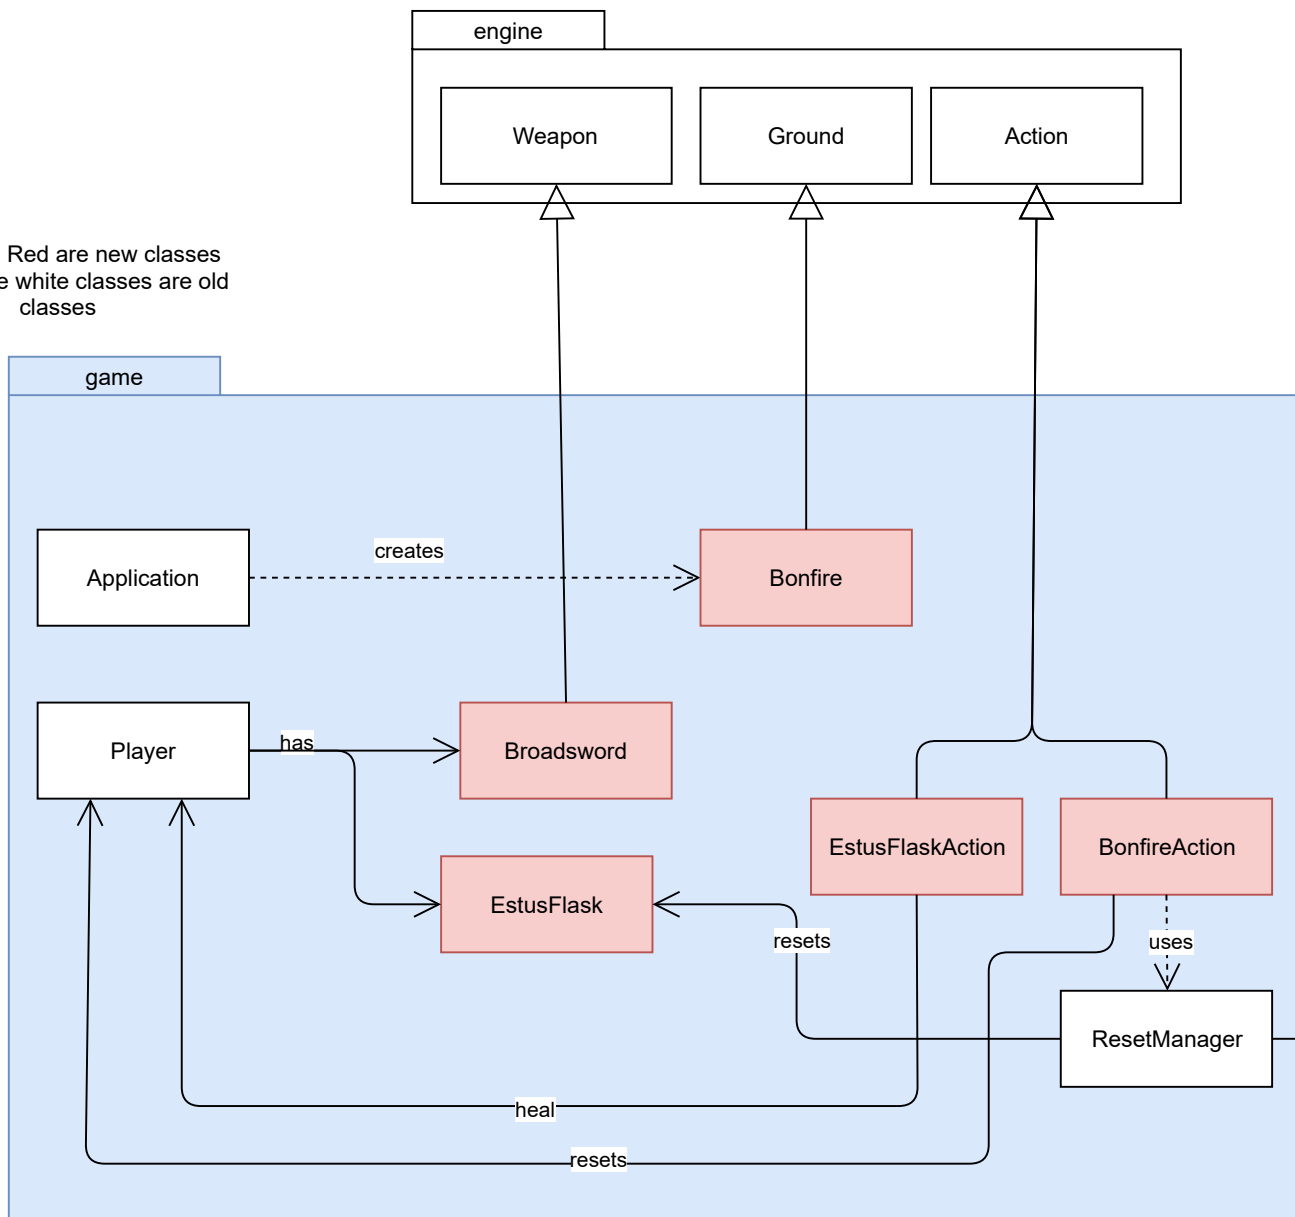 engine
Weapon
Ground
Action
Red are new classes
e white classes are old
classes
game
creates
Application
Bonfire
has
Player
Broadsword
EstusFlaskAction
BonfireAction
EstusFlask
resets
uses
ResetManager
heal
resets